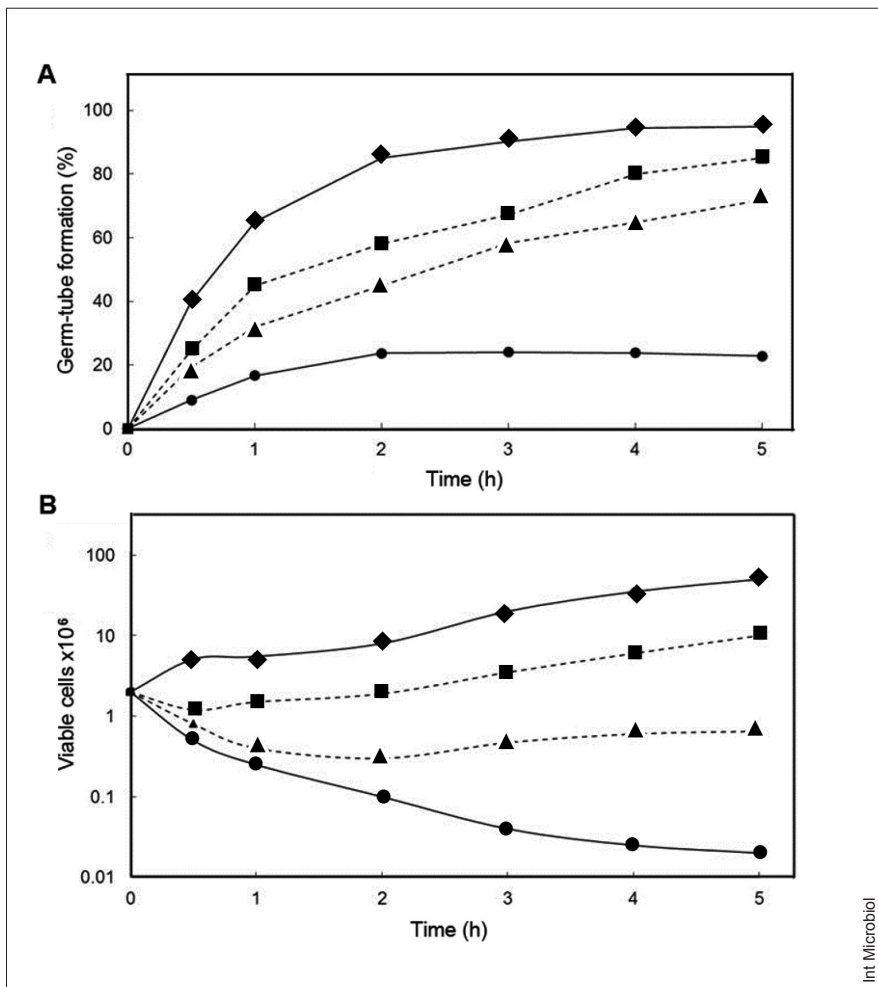 A
100
80
60
40
20
0
Germ-tube formation (%)
0 1 2 3 4 5
Time (h)
B
100
10
1
0.1
0.01
Viable cells x10⁶
0 1 2 3 4 5
Time (h)
Int Microbiol